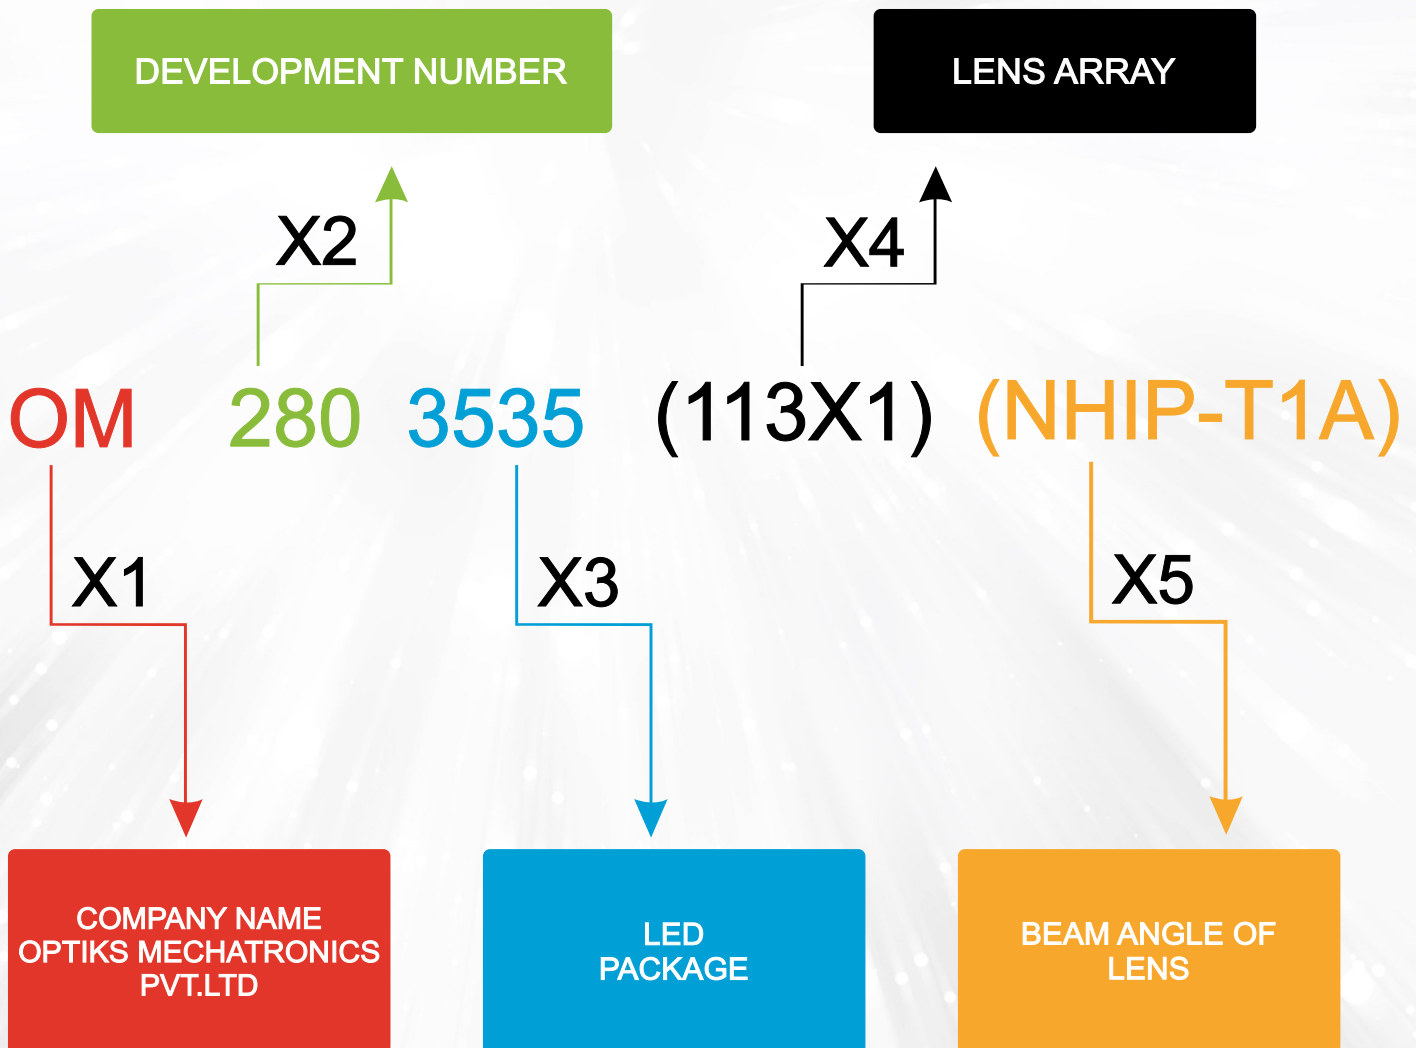 DEVELOPMENT NUMBER
LENS ARRAY
X2
X4
OM 280 3535 (113X1) (NHIP-T1A)
X1
X3
X5
COMPANY NAME
OPTIKS MECHATRONICS
PVT.LTD
LED
PACKAGE
BEAM ANGLE OF
LENS